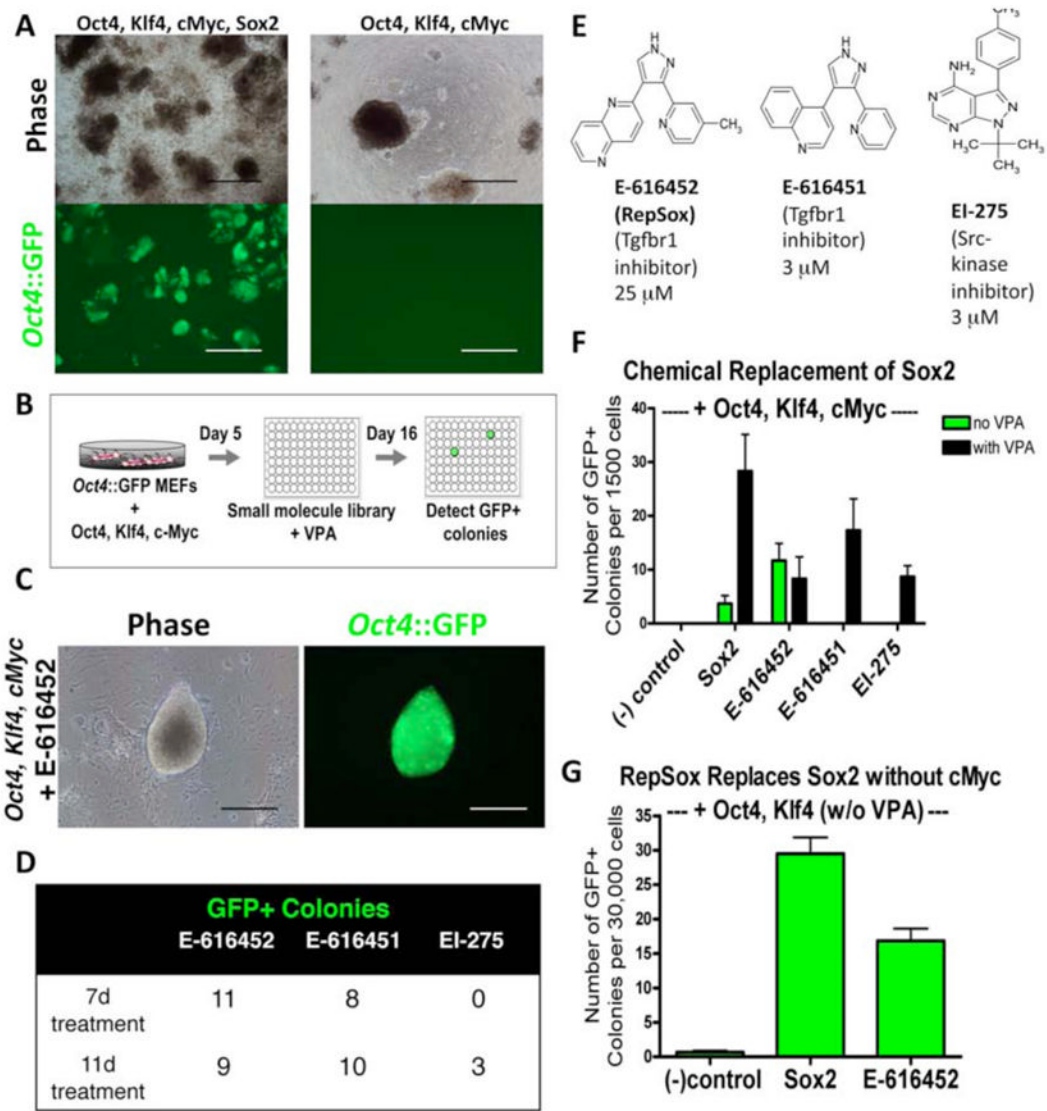 A
Oct4, Klf4, cMyc, Sox2
Oct4, Klf4, cMyc
Phase
Oct4::GFP
B
Oct4::GFP MEFs
+
Oct4, Klf4, c-Myc
Day 5
Small molecule library
+ VPA
Day 16
Detect GFP+
colonies
C
Phase
Oct4::GFP
Oct4, Klf4, cMyc
+ E-616452
D
GFP+ Colonies
E-616452 E-616451 EI-275
7d
treatment
11 8 0
11d
treatment
9 10 3
E
H
N
N
N
N
N
CH3
E-616452
(RepSox)
(Tgfbr1
inhibitor)
25 μM
H
N
N
N
N
E-616451
(Tgfbr1
inhibitor)
3 μM
CH3
NH2
N
N
N
N
H3C
CH3
CH3
EI-275
(Src-
kinase
inhibitor)
3 μM
F
Chemical Replacement of Sox2
----- + Oct4, Klf4, cMyc -----
no VPA
with VPA
Number of GFP+
Colonies per 1500 cells
40
30
20
10
0
(-) control
Sox2
E-616452
E-616451
EI-275
G
RepSox Replaces Sox2 without cMyc
--- + Oct4, Klf4 (w/o VPA) ---
Number of GFP+
Colonies per 30,000 cells
35
30
25
20
15
10
5
0
(-)control
Sox2
E-616452